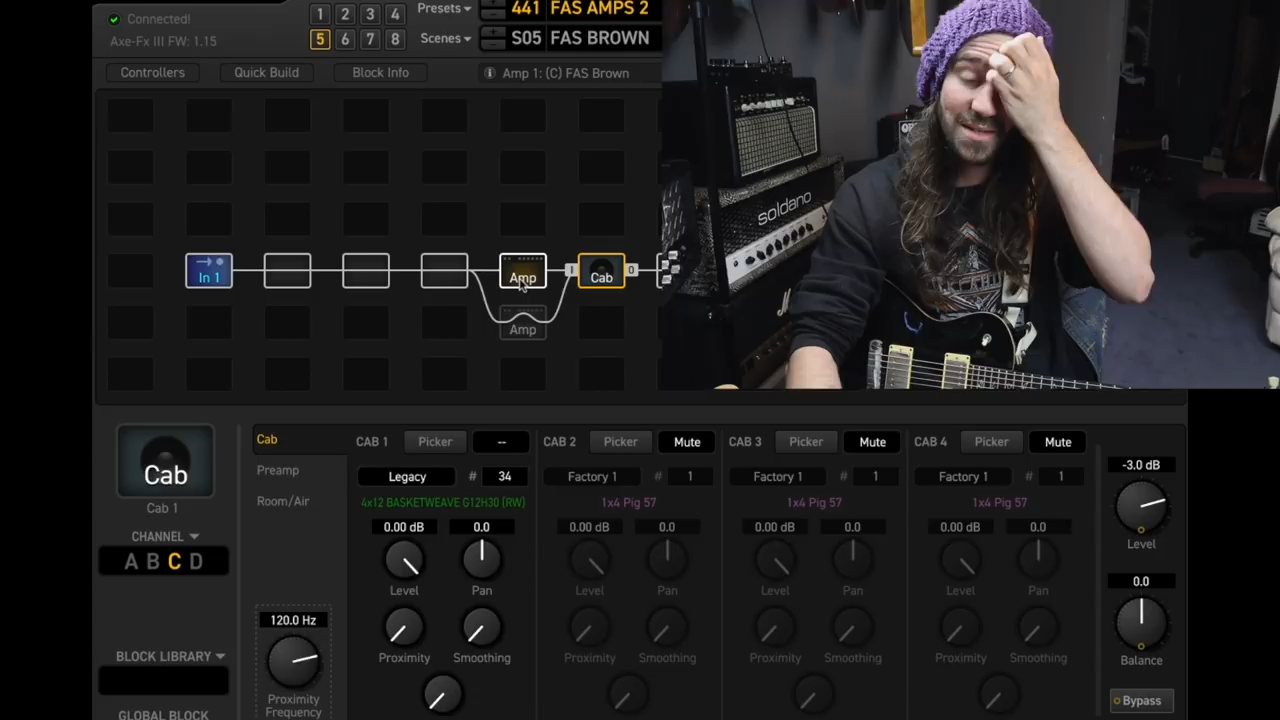 Connected!
Axe-Fx III FW: 1.15
1 2 3 4
5 6 7 8
Presets
441 FAS AMPS 2
Scenes
S05 FAS BROWN
Controllers
Quick Build
Block Info
Amp 1: (C) FAS Brown
soldano
In 1
Amp
I
Cab
O
Amp
Cab
Cab 1
CHANNEL
A B C D
BLOCK LIBRARY
GLOBAL BLOCK
Cab
Preamp
Room/Air
120.0 Hz
Proximity
Frequency
CAB 1 Picker --
Legacy # 34
4x12 BASKETWEAVE G12H30 (RW)
0.00 dB 0.0
Level Pan
Proximity Smoothing
CAB 2 Picker Mute
Factory 1 # 1
1x4 Pig 57
0.00 dB 0.0
Level Pan
Proximity Smoothing
CAB 3 Picker Mute
Factory 1 # 1
1x4 Pig 57
0.00 dB 0.0
Level Pan
Proximity Smoothing
CAB 4 Picker Mute
Factory 1 # 1
1x4 Pig 57
0.00 dB 0.0
Level Pan
Proximity Smoothing
-3.0 dB
Level
0.0
Balance
Bypass